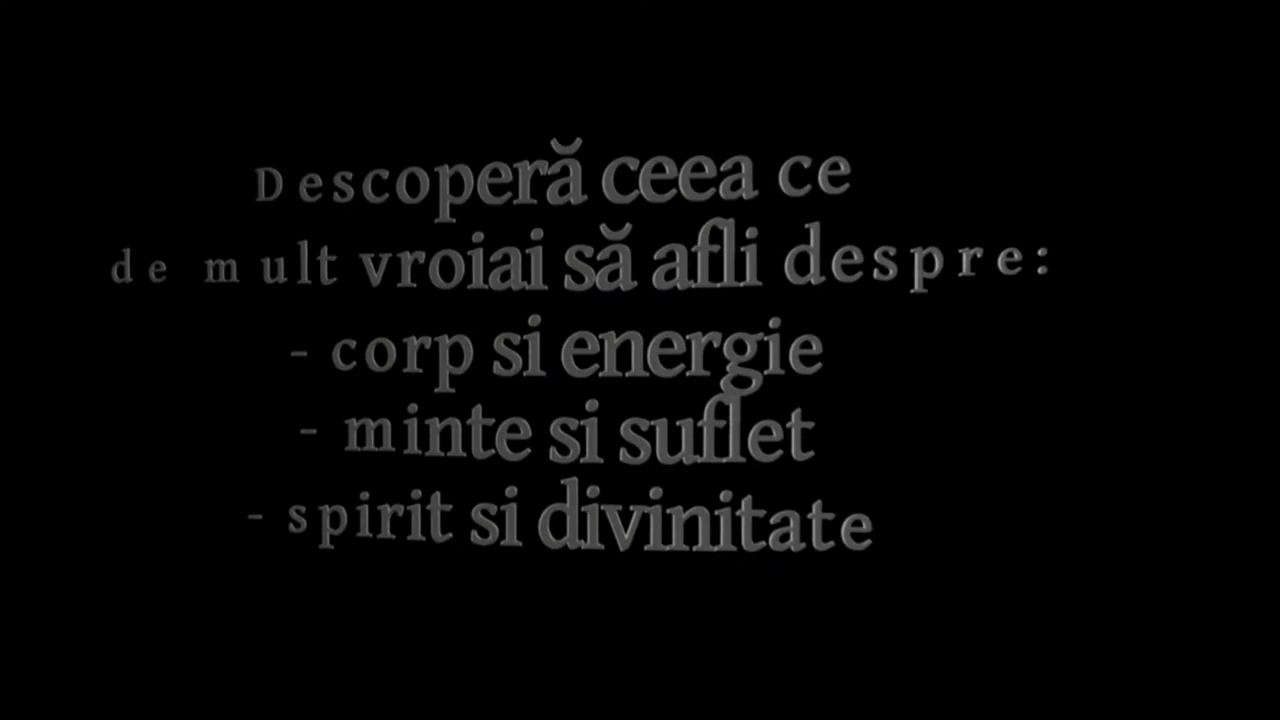 Descoperă ceea ce
de mult vroiai să afli despre:
- corp si energie
- minte si suflet
- spirit si divinitate